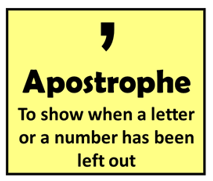 ’
Apostrophe
To show when a letter
or a number has been
left out